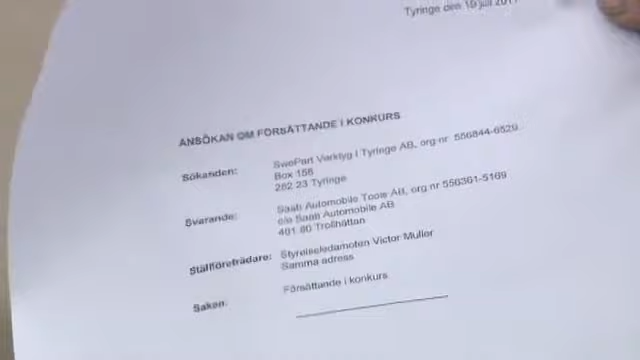 Tyringe den 19 juli 2011
ANSÖKAN OM FÖRSÄTTANDE I KONKURS
Sökanden: SwePart Verktyg i Tyringe AB, org nr 556844-6529
Box 156
282 23 Tyringe
Svarande: Saab Automobile Tools AB, org nr 556361-5169
c/o Saab Automobile AB
461 80 Trollhättan
Ställföreträdare: Styrelseledamoten Victor Muller
Samma adress
Saken: Försättande i konkurs